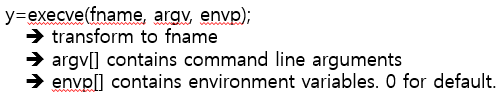 y=execve(fname, argv, envp);
➔ transform to fname
➔ argv[] contains command line arguments
➔ envp[] contains environment variables. 0 for default.